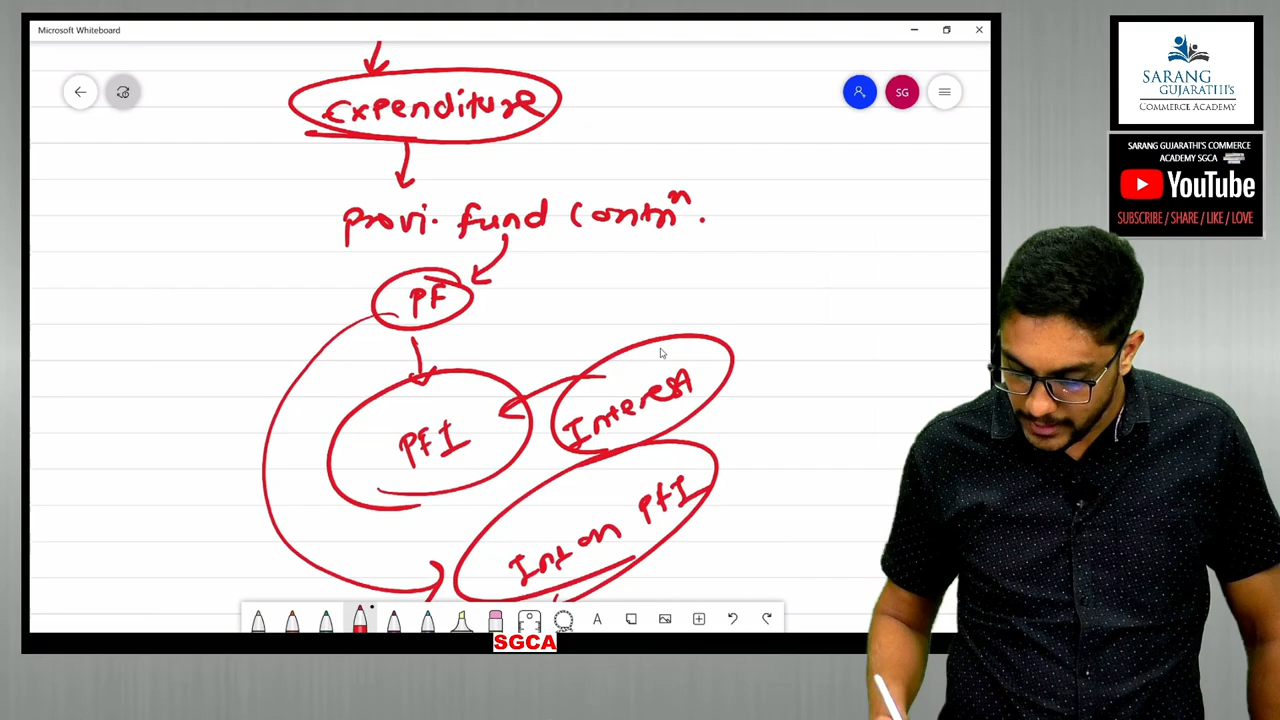 Microsoft Whiteboard
SG
Expenditure
Provi. fund Contrⁿ.
PF
PFI
Interest
Int on PFI
SGCA
SARANG
GUJARATHI'S
COMMERCE ACADEMY
SARANG GUJARATHI'S COMMERCE
ACADEMY SGCA
YouTube
SUBSCRIBE / SHARE / LIKE / LOVE